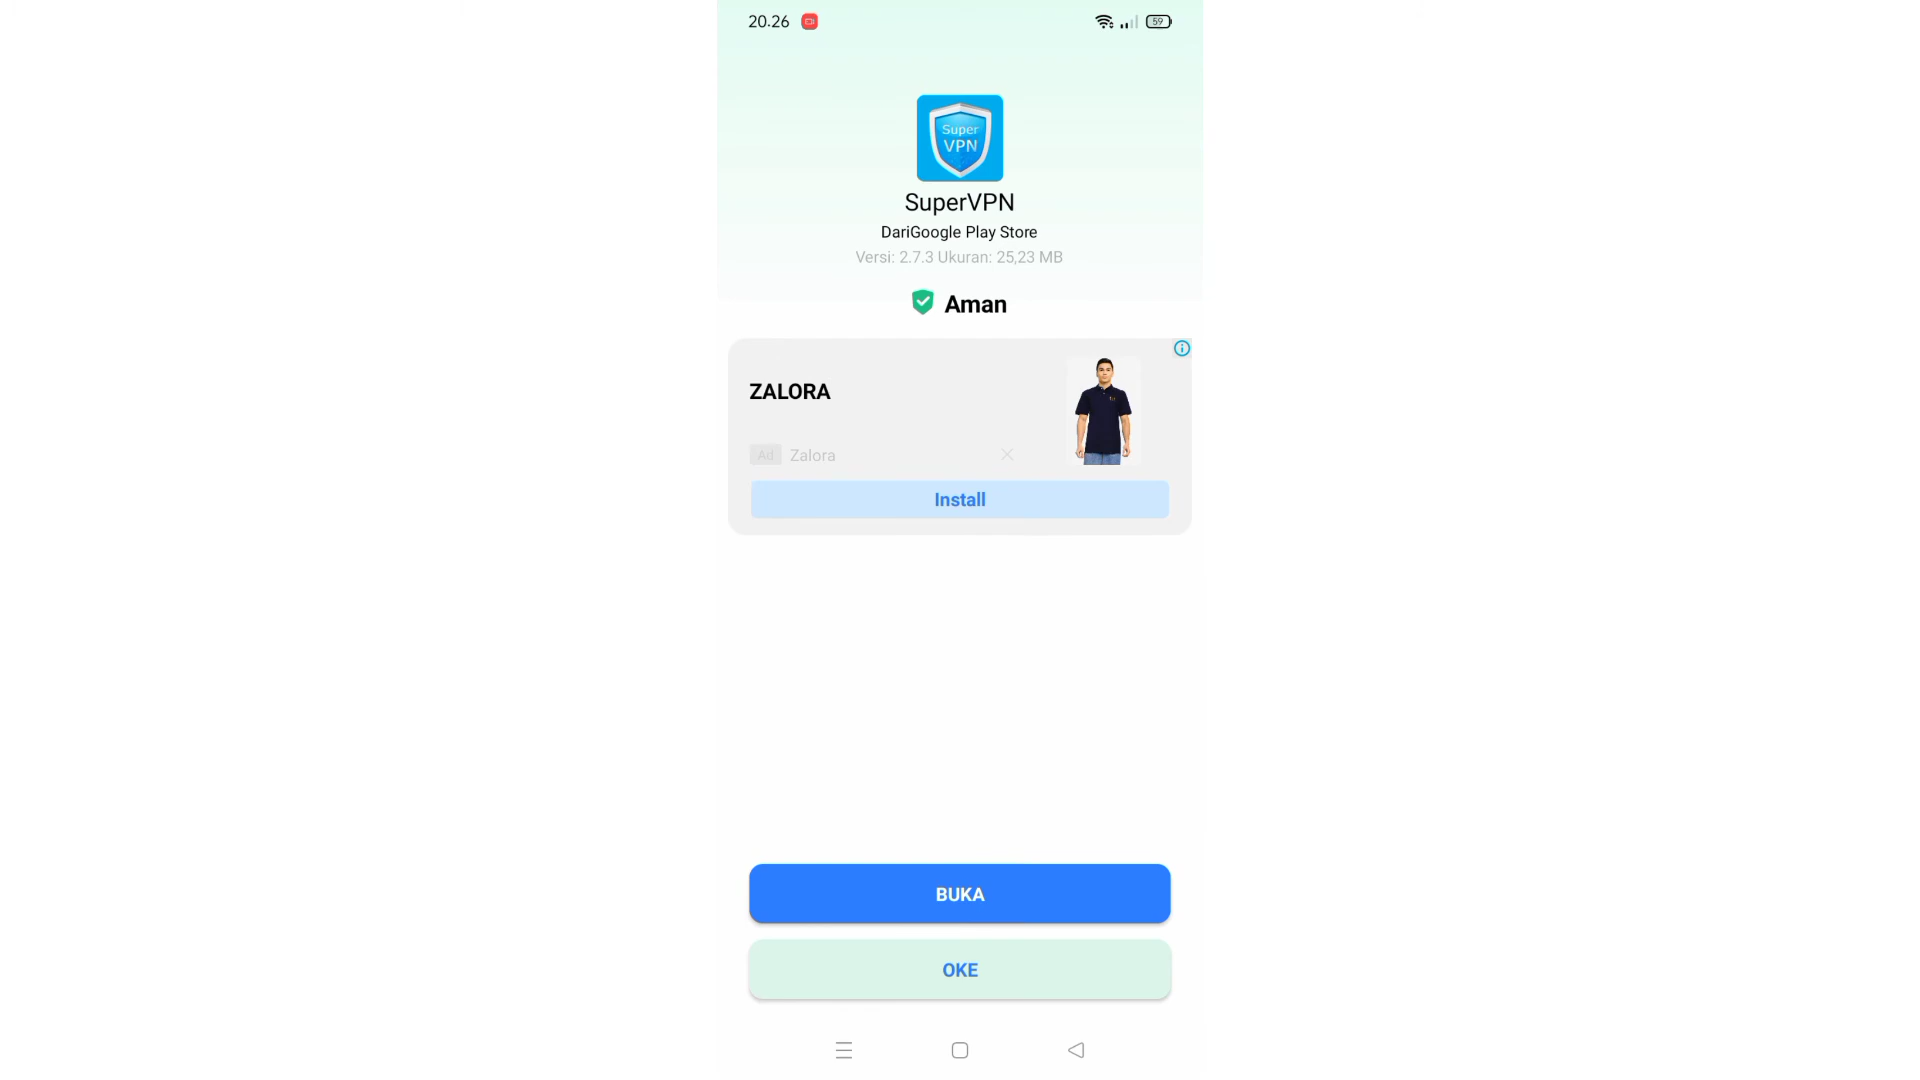 20.26
59
Super
VPN
SuperVPN
DariGoogle Play Store
Versi: 2.7.3 Ukuran: 25,23 MB
Aman
ZALORA
Ad Zalora
Install
BUKA
OKE